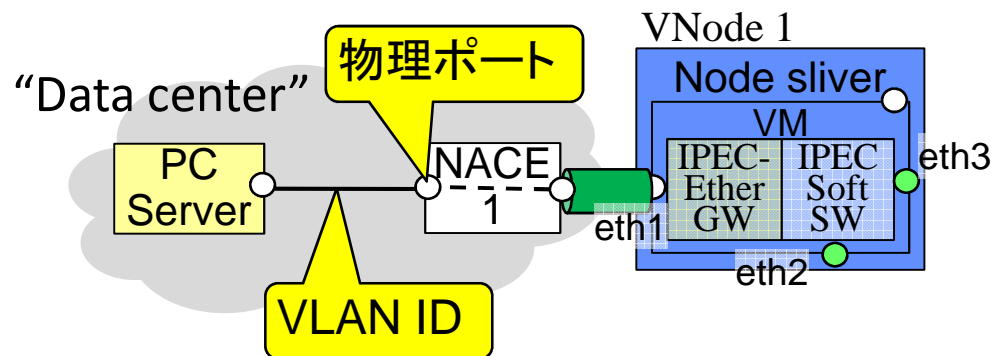 VNode 1
物理ポート
“Data center”
Node sliver
VM
PC
Server
NACE
1
IPEC-
Ether
GW
IPEC
Soft
SW
eth3
eth1
eth2
VLAN ID